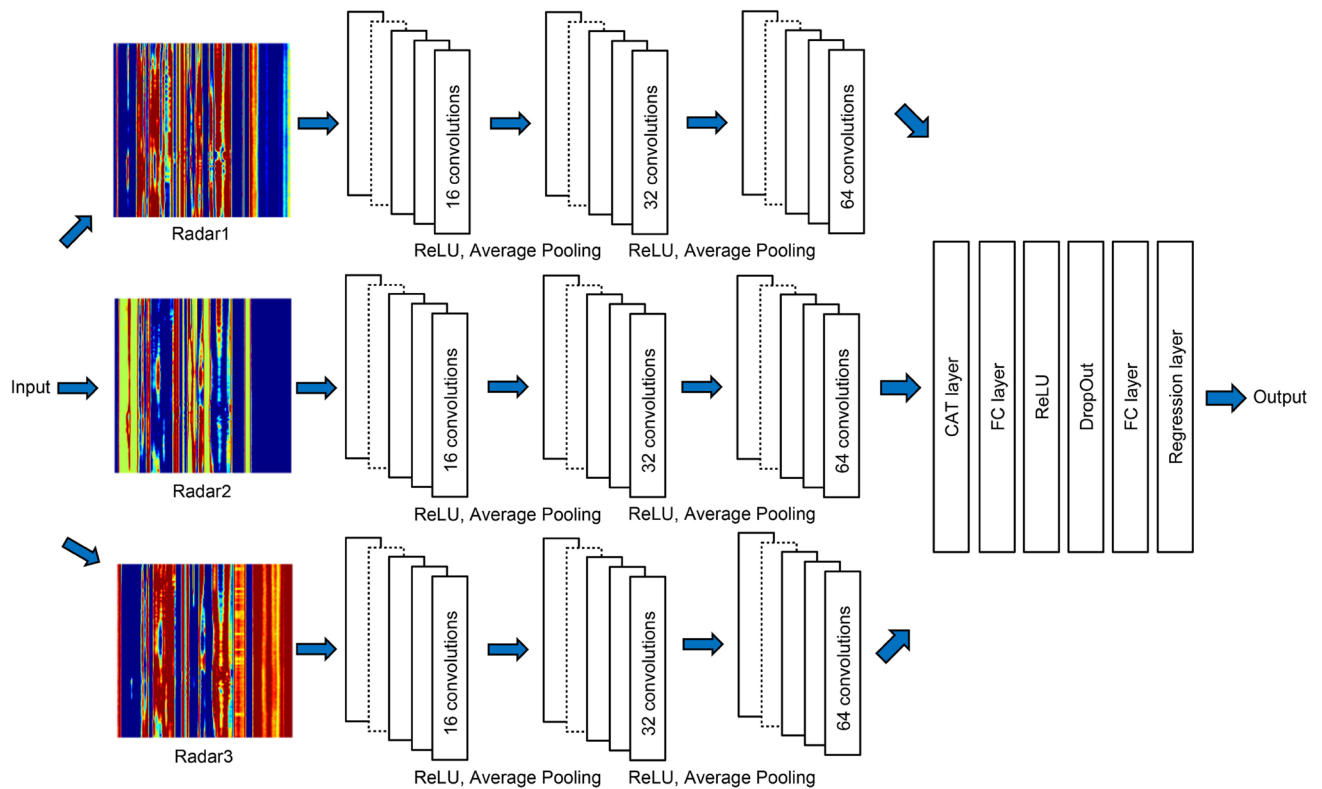 16 convolutions
32 convolutions
64 convolutions
Radar1
ReLU, Average Pooling
ReLU, Average Pooling
Input
16 convolutions
32 convolutions
64 convolutions
Radar2
ReLU, Average Pooling
ReLU, Average Pooling
16 convolutions
32 convolutions
64 convolutions
Radar3
ReLU, Average Pooling
ReLU, Average Pooling
CAT layer
FC layer
ReLU
DropOut
FC layer
Regression layer
Output